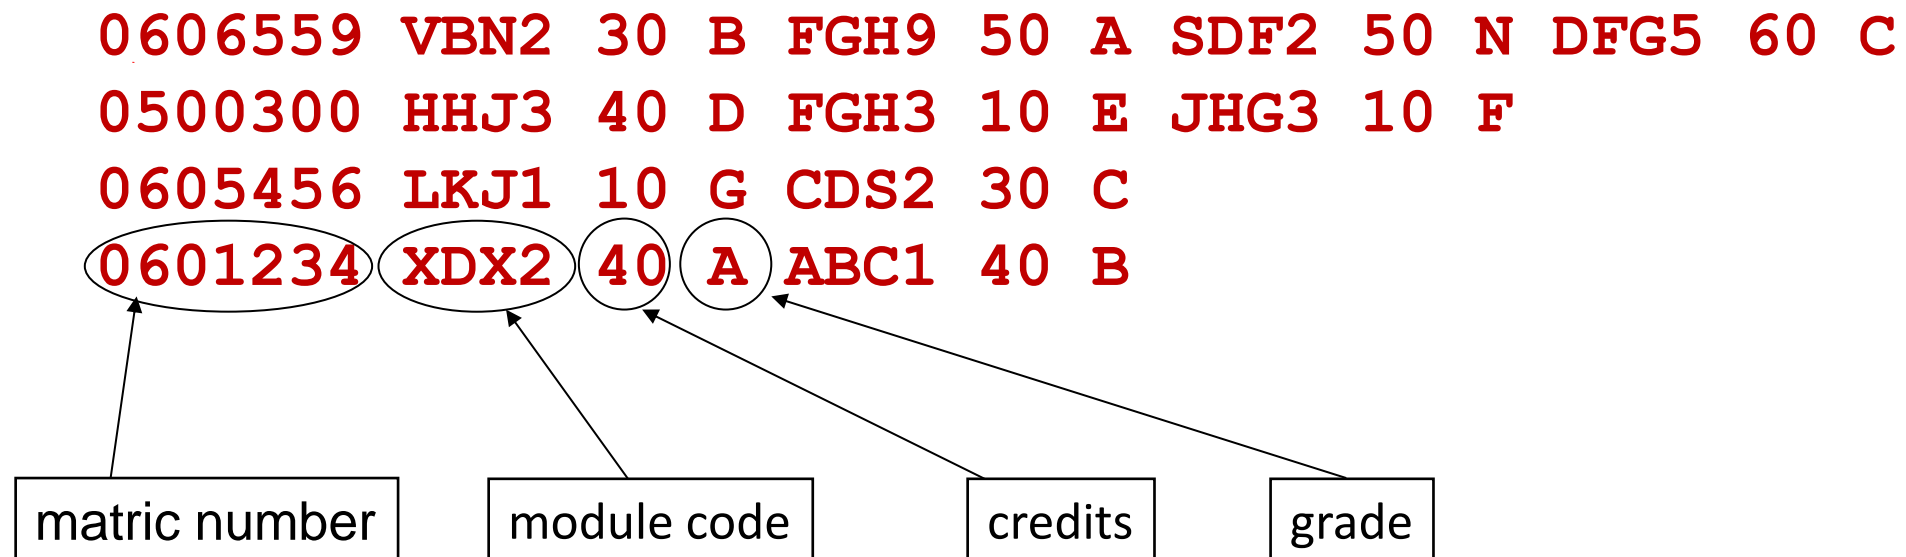 0606559 VBN2 30 B FGH9 50 A SDF2 50 N DFG5 60 C
0500300 HHJ3 40 D FGH3 10 E JHG3 10 F
0605456 LKJ1 10 G CDS2 30 C
0601234 XDX2 40 A ABC1 40 B
matric number module code credits grade